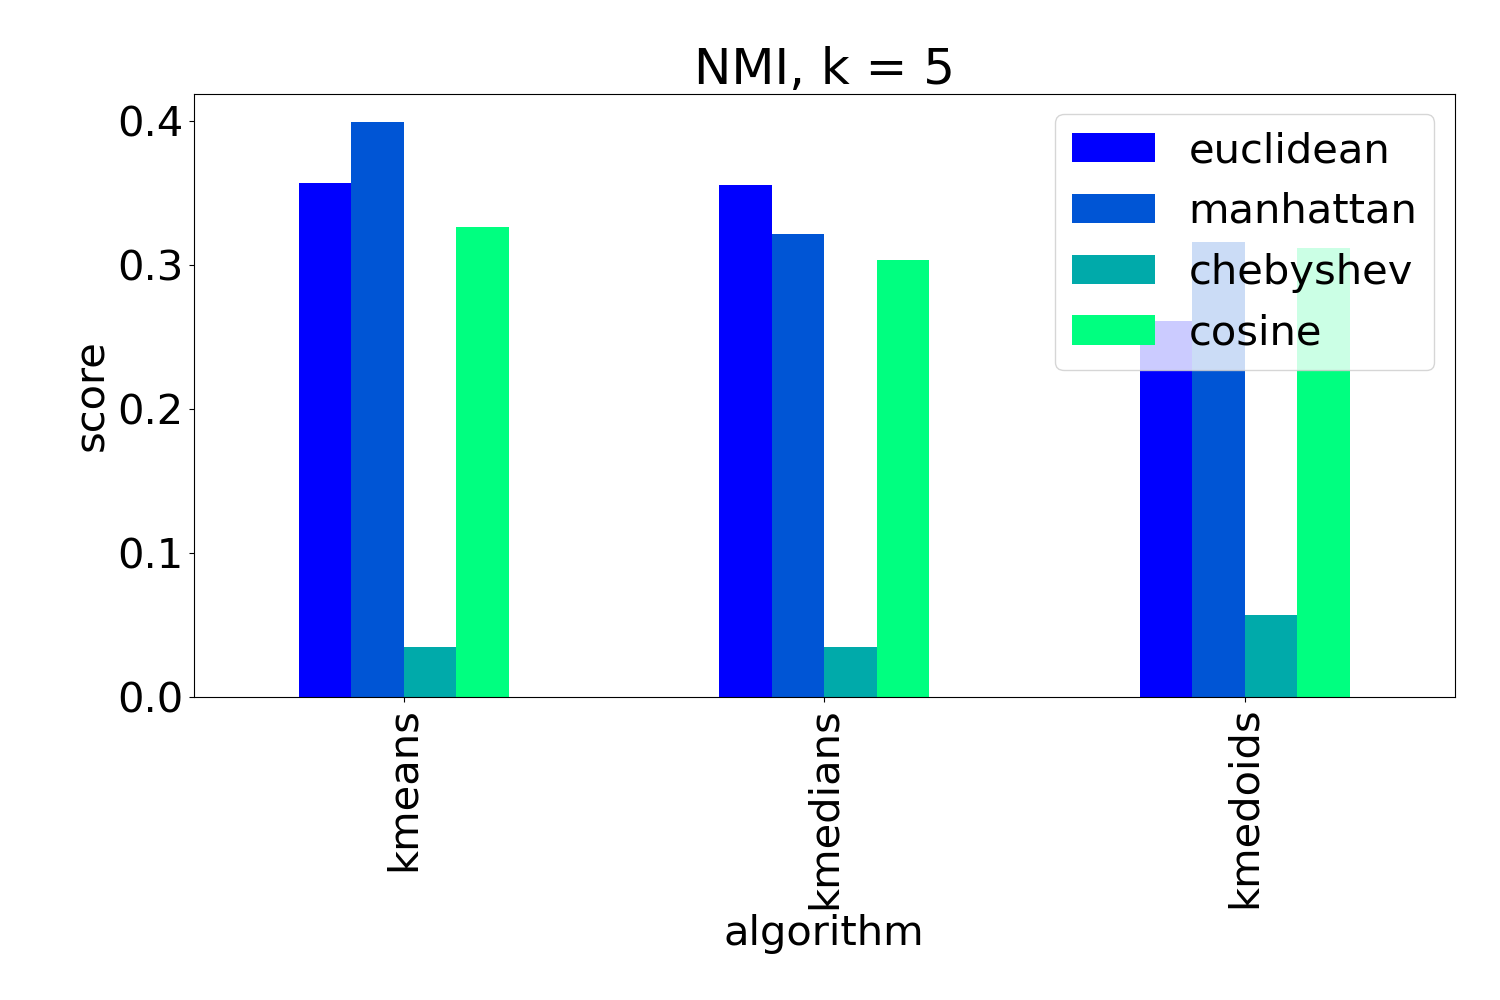 NMI, k = 5
0.4
0.3
0.2
0.1
0.0
score
euclidean
manhattan
chebyshev
cosine
kmeans
kmedians
kmedoids
algorithm